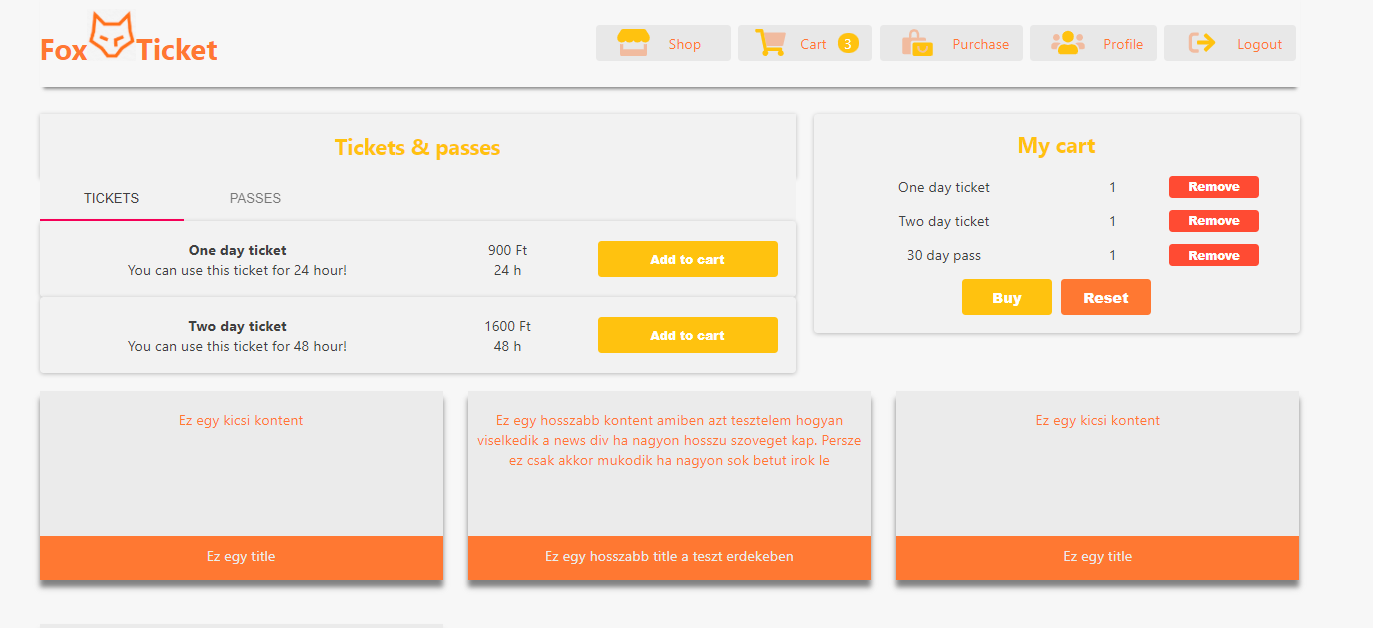 Fox Ticket
Shop
Cart 3
Purchase
Profile
Logout
Tickets & passes
TICKETS
PASSES
One day ticket
You can use this ticket for 24 hour!
900 Ft
24 h
Add to cart
Two day ticket
You can use this ticket for 48 hour!
1600 Ft
48 h
Add to cart
My cart
One day ticket 1 Remove
Two day ticket 1 Remove
30 day pass 1 Remove
Buy Reset
Ez egy kicsi kontent
Ez egy title
Ez egy hosszabb kontent amiben azt tesztelem hogyan
viselkedik a news div ha nagyon hosszu szoveget kap. Persze
ez csak akkor mukodik ha nagyon sok betut irok le
Ez egy hosszabb title a teszt erdekeben
Ez egy kicsi kontent
Ez egy title